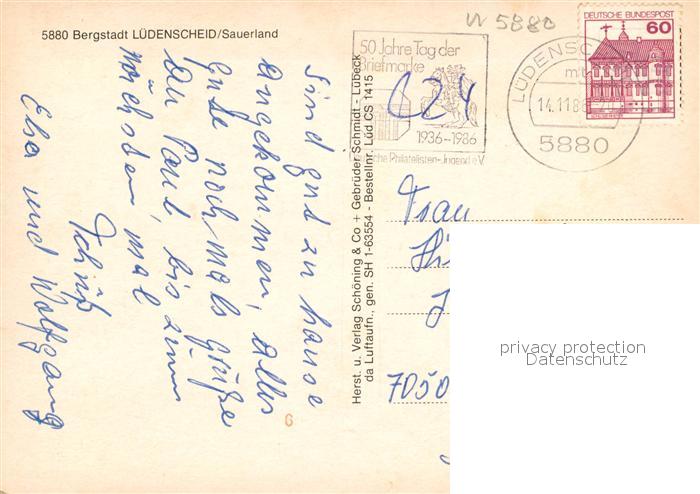 5880 Bergstadt LÜDENSCHEID/Sauerland
W 5880
50 Jahre Tag der
Briefmarke
1936-1986
Philatelisten-Jugend e.V.
624
LÜDENSC
14.11.86
5880
DEUTSCHE BUNDESPOST
60
Sind gut zu hause
angekommen, alles
Gute noch mals grüße
an Paul, bis zum
nächsten mal
Tschüß
Elsa und Wolfgang
6
Herst. u. Verlag Schöning & Co + Gebrüder Schmidt - Lübeck
da Luftaufn., gen. SH 1-63554 - Bestellnr. Lüd CS 1415
Frau
7050
privacy protection
Datenschutz